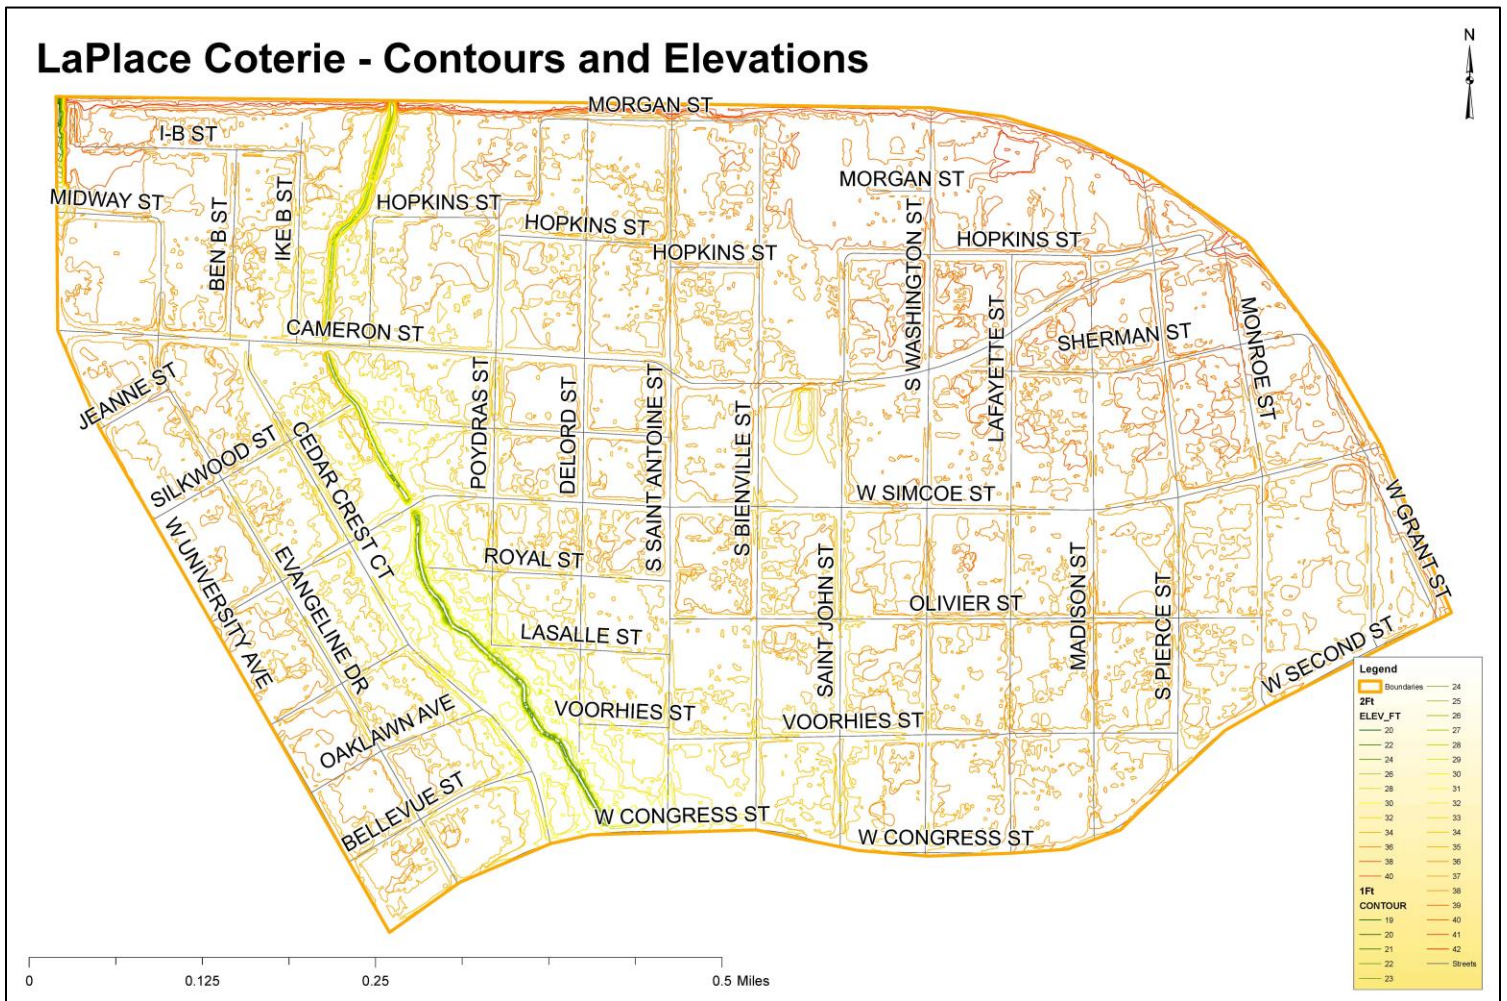 LaPlace Coterie - Contours and Elevations
N
MORGAN ST
I-B ST
MIDWAY ST
BEN B ST
IKE B ST
HOPKINS ST
HOPKINS ST
HOPKINS ST
MORGAN ST
S WASHINGTON ST
HOPKINS ST
CAMERON ST
LAFAYETTE ST
SHERMAN ST
MONROE ST
JEANNE ST
SILKWOOD ST
CEDAR CREST CT
POYDRAS ST
DELORD ST
S SAINT ANTOINE ST
S BIENVILLE ST
W SIMCOE ST
W GRANT ST
W UNIVERSITY AVE
EVANGELINE DR
ROYAL ST
SAINT JOHN ST
OLIVIER ST
MADISON ST
S PIERCE ST
LASALLE ST
W SECOND ST
OAKLAWN AVE
VOORHIES ST
VOORHIES ST
BELLEVUE ST
W CONGRESS ST
W CONGRESS ST
Legend
Boundaries
2Ft
ELEV_FT
20
22
24
26
28
30
32
34
36
38
40
1Ft
CONTOUR
19
20
21
22
23
24
25
26
27
28
29
30
31
32
33
34
35
36
37
38
39
40
41
42
Streets
0 0.125 0.25 0.5 Miles